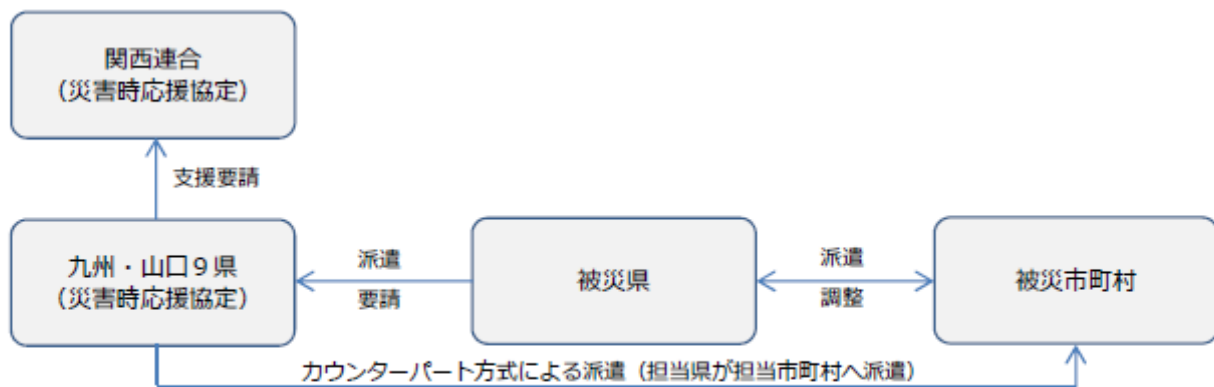 関西連合
（災害時応援協定）
支援要請
九州・山口９県
（災害時応援協定）
派遣
要請
被災県
派遣
調整
被災市町村
カウンターパート方式による派遣（担当県が担当市町村へ派遣）